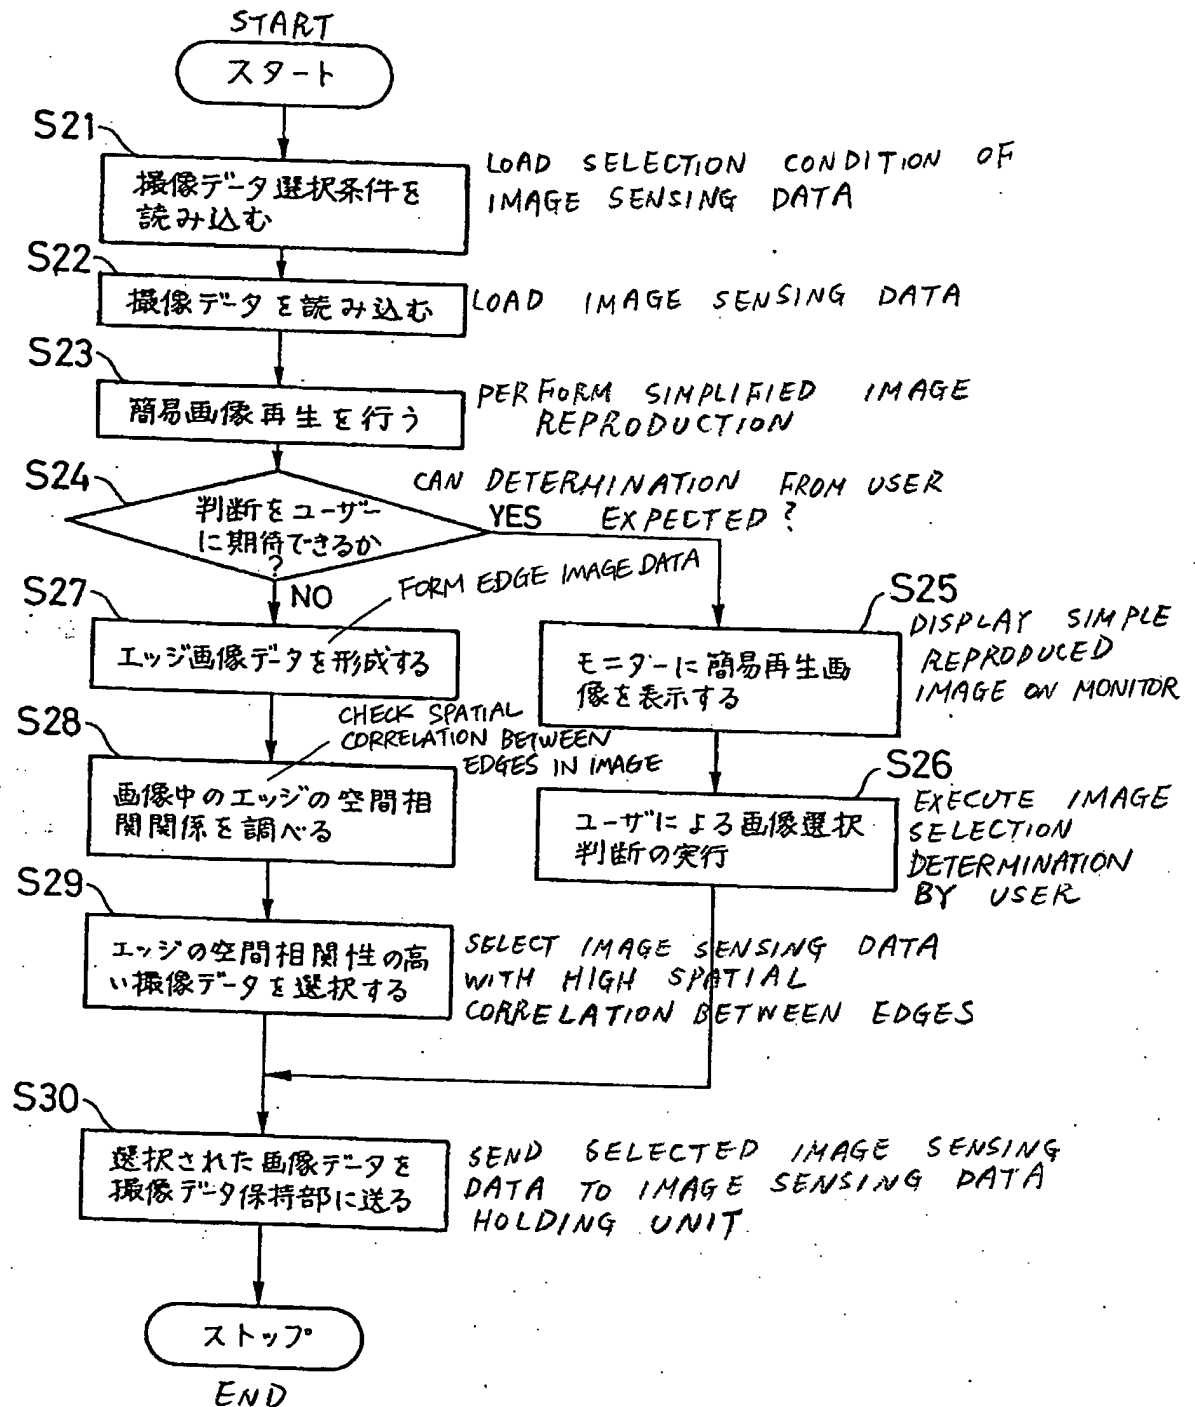 START
スタート
S21
撮像データ選択条件を
読み込む
LOAD SELECTION CONDITION OF
IMAGE SENSING DATA
S22
撮像データを読み込む
LOAD IMAGE SENSING DATA
S23
簡易画像再生を行う
PERFORM SIMPLIFIED IMAGE
REPRODUCTION
S24
判断をユーザー
に期待できるか
?
CAN DETERMINATION FROM USER
EXPECTED?
YES
NO
S27
エッジ画像データを形成する
FORM EDGE IMAGE DATA
S25
モニターに簡易再生画
像を表示する
DISPLAY SIMPLE
REPRODUCED
IMAGE ON MONITOR
S28
画像中のエッジの空間相
関関係を調べる
CHECK SPATIAL
CORRELATION BETWEEN
EDGES IN IMAGE
S26
ユーザによる画像選択
判断の実行
EXECUTE IMAGE
SELECTION
DETERMINATION
BY USER
S29
エッジの空間相関性の高
い撮像データを選択する
SELECT IMAGE SENSING DATA
WITH HIGH SPATIAL
CORRELATION BETWEEN EDGES
S30
選択された画像データを
撮像データ保持部に送る
SEND SELECTED IMAGE SENSING
DATA TO IMAGE SENSING DATA
HOLDING UNIT
ストップ
END